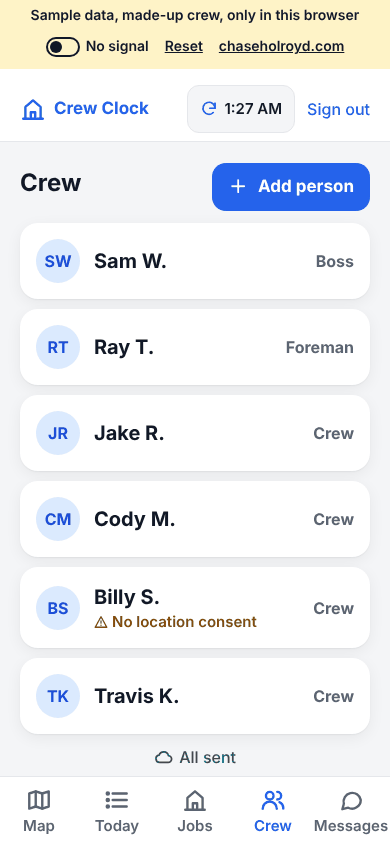 Sample data, made-up crew, only in this browser
No signal Reset chaseholroyd.com
Crew Clock 1:27 AM Sign out
Crew Add person
SW Sam W. Boss
RT Ray T. Foreman
JR Jake R. Crew
CM Cody M. Crew
BS Billy S. Crew
No location consent
TK Travis K. Crew
All sent
Map Today Jobs Crew Messages